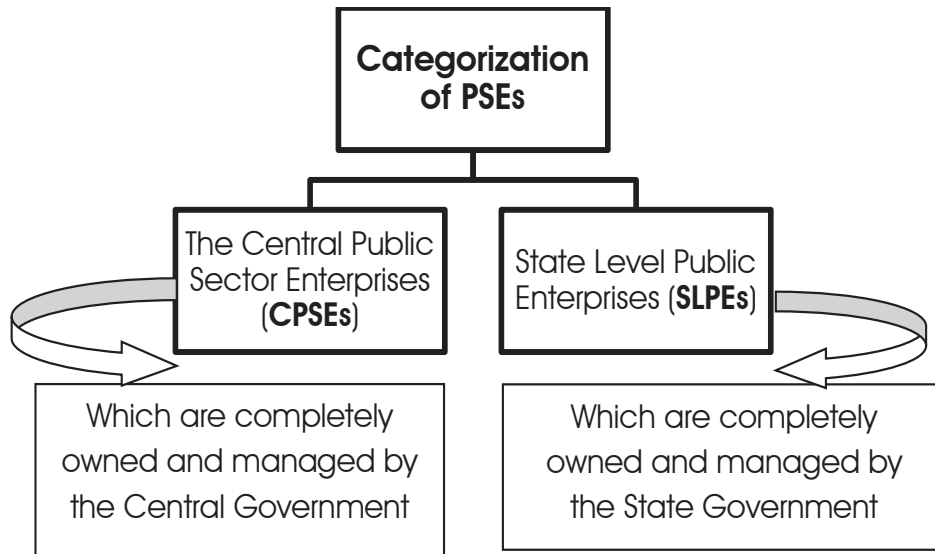 Categorization
of PSEs
The Central Public
Sector Enterprises
(CPSEs)
State Level Public
Enterprises (SLPEs)
Which are completely
owned and managed by
the Central Government
Which are completely
owned and managed by
the State Government